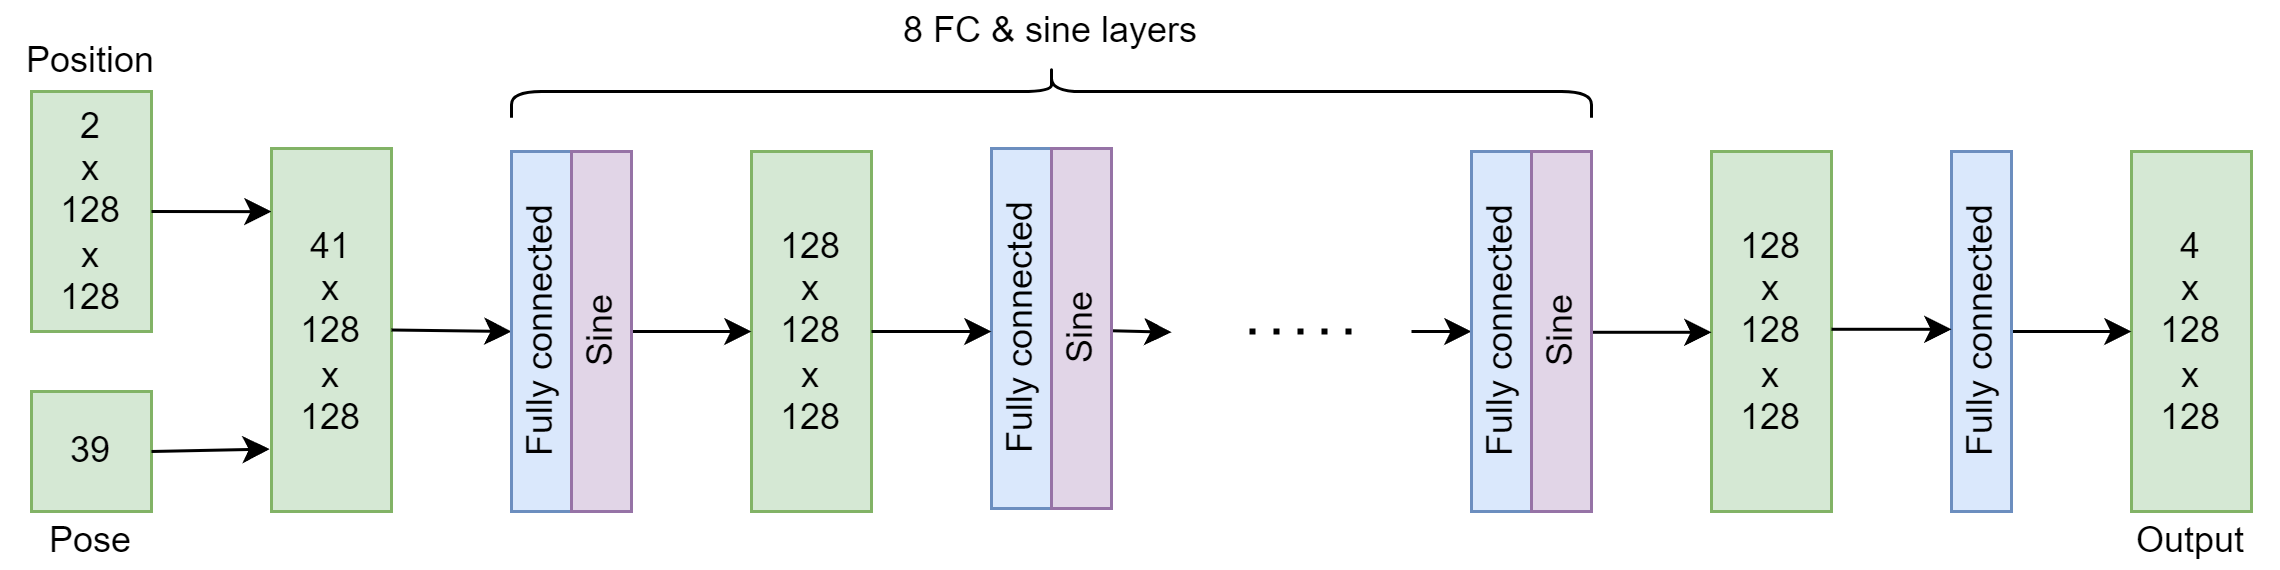 8 FC & sine layers
Position
2
x
128
x
128
39
Pose
41
x
128
x
128
Fully connected
Sine
128
x
128
x
128
Fully connected
Sine
.....
Fully connected
Sine
128
x
128
x
128
Fully connected
4
x
128
x
128
Output